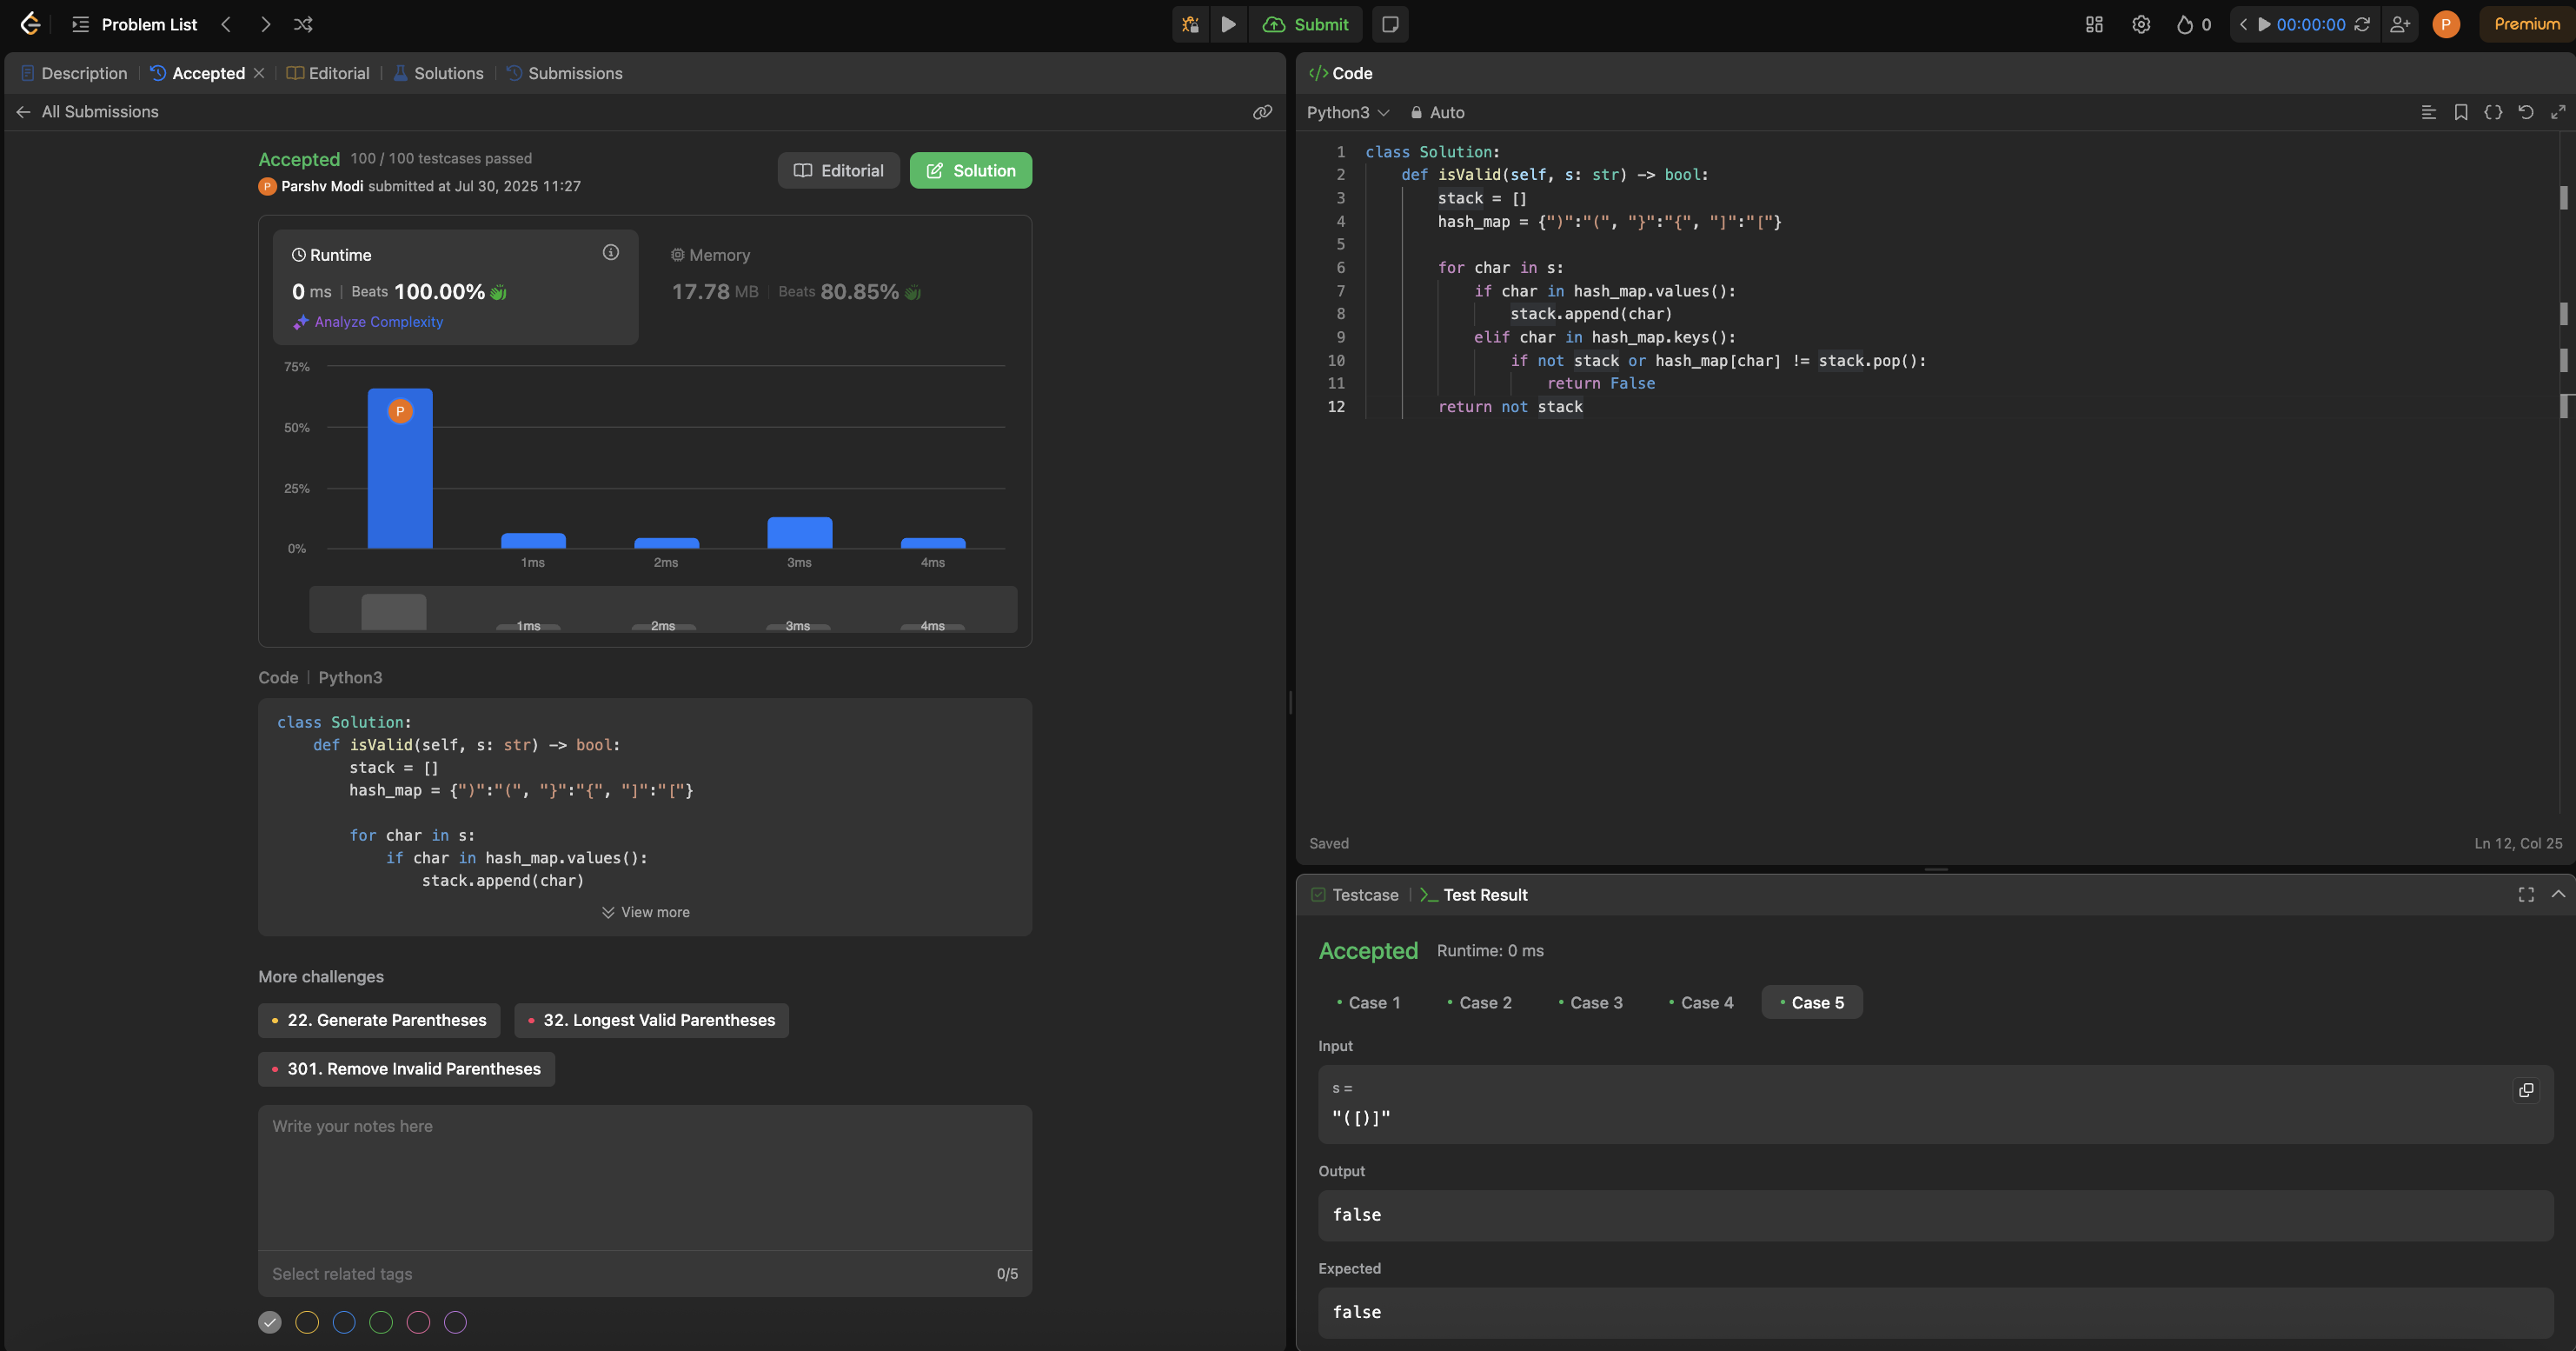 Problem List
Submit
0
00:00:00
P
Premium
Description
Accepted
Editorial
Solutions
Submissions
All Submissions
Accepted 100 / 100 testcases passed
P Parshv Modi submitted at Jul 30, 2025 11:27
Editorial
Solution
Runtime
0 ms | Beats 100.00%
Analyze Complexity
Memory
17.78 MB | Beats 80.85%
75%
50%
25%
0%
P
1ms 2ms 3ms 4ms
1ms 2ms 3ms 4ms
Code | Python3
class Solution:
    def isValid(self, s: str) -> bool:
        stack = []
        hash_map = {")":"(", "}":"{", "]":"["}
        for char in s:
            if char in hash_map.values():
                stack.append(char)
View more
More challenges
22. Generate Parentheses
32. Longest Valid Parentheses
301. Remove Invalid Parentheses
Write your notes here
Select related tags
0/5
</> Code
Python3
Auto
1 class Solution:
2     def isValid(self, s: str) -> bool:
3         stack = []
4         hash_map = {")":"(", "}":"{", "]":"["}
5
6         for char in s:
7             if char in hash_map.values():
8                 stack.append(char)
9             elif char in hash_map.keys():
10                 if not stack or hash_map[char] != stack.pop():
11                     return False
12         return not stack
Saved
Ln 12, Col 25
Testcase
>_ Test Result
Accepted Runtime: 0 ms
Case 1
Case 2
Case 3
Case 4
Case 5
Input
s =
"([)]"
Output
false
Expected
false